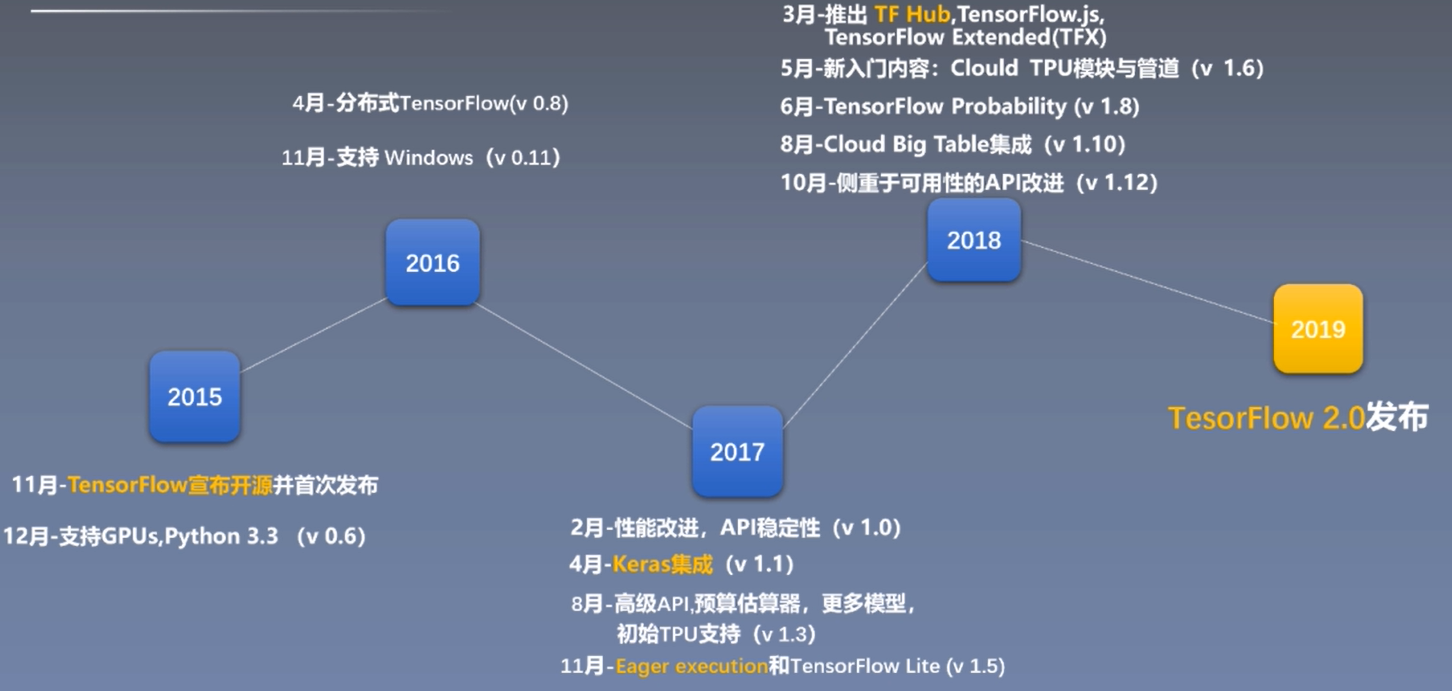 2015
11月-TensorFlow宣布开源并首次发布
12月-支持GPUs,Python 3.3 （v 0.6）
4月-分布式TensorFlow(v 0.8)
11月-支持 Windows（v 0.11）
2016
2017
2月-性能改进，API稳定性（v 1.0）
4月-Keras集成（v 1.1）
8月-高级API,预算估算器，更多模型，
初始TPU支持（v 1.3）
11月-Eager execution和TensorFlow Lite (v 1.5)
3月-推出 TF Hub,TensorFlow.js,
TensorFlow Extended(TFX)
5月-新入门内容：Clould TPU模块与管道（v 1.6）
6月-TensorFlow Probability (v 1.8)
8月-Cloud Big Table集成（v 1.10）
10月-侧重于可用性的API改进（v 1.12）
2018
2019
TesorFlow 2.0发布